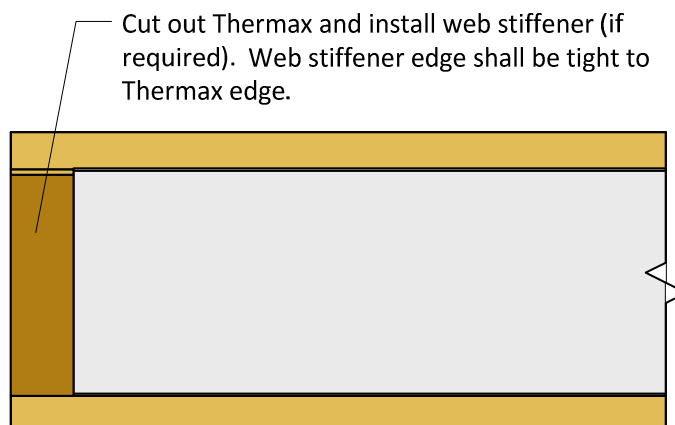 Cut out Thermax and install web stiffener (if
required).  Web stiffener edge shall be tight to
Thermax edge.